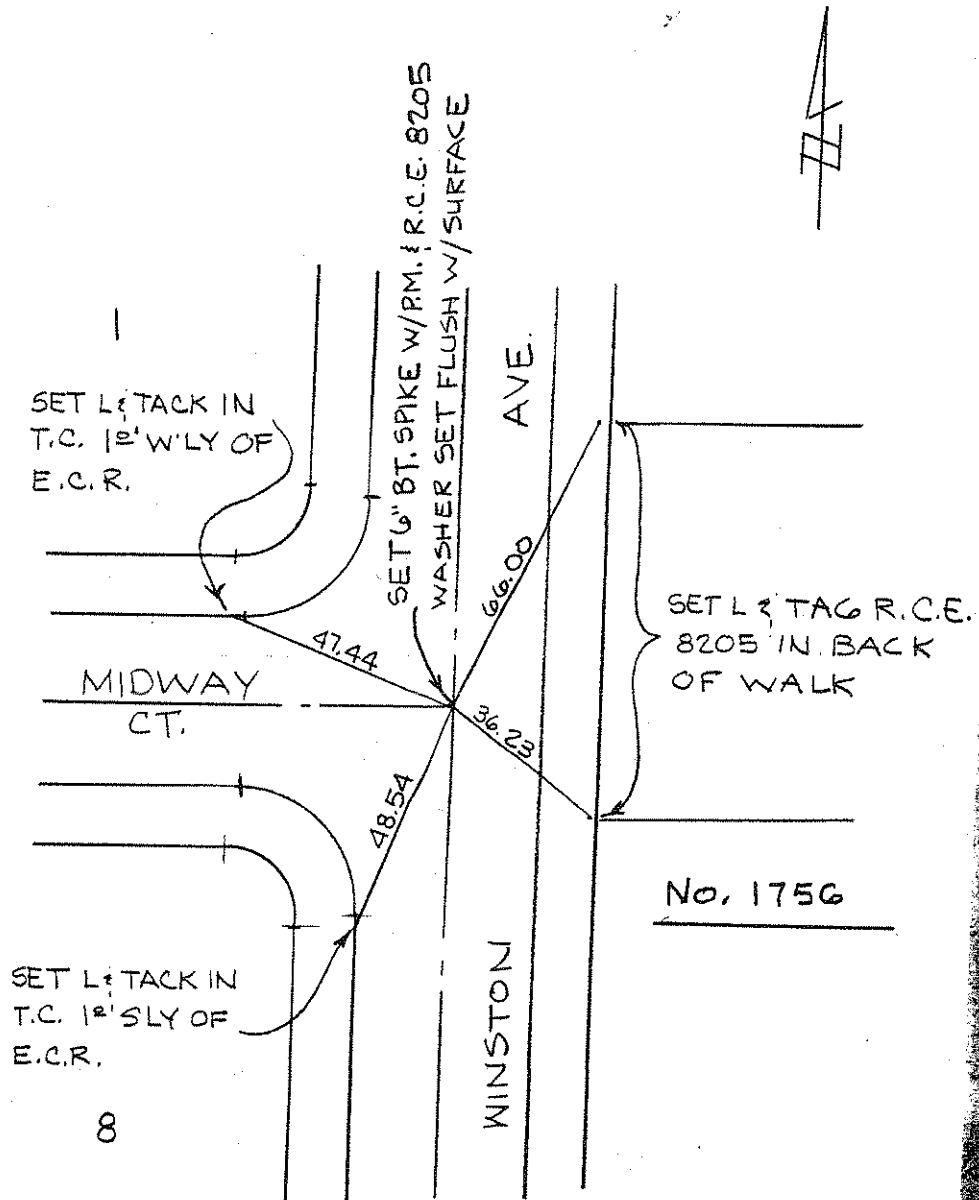 SET 6" BT. SPIKE W/P.M. & R.C.E. 8205
WASHER SET FLUSH W/SURFACE
1
SET L & TACK IN
T.C. 1º' W'LY OF
E.C.R.
AVE.
66.00
47.44
MIDWAY
CT.
36.23
48.54
SET L & TAG R.C.E.
8205 IN BACK
OF WALK
No. 1756
SET L & TACK IN
T.C. 1º' S'LY OF
E.C.R.
WINSTON
8